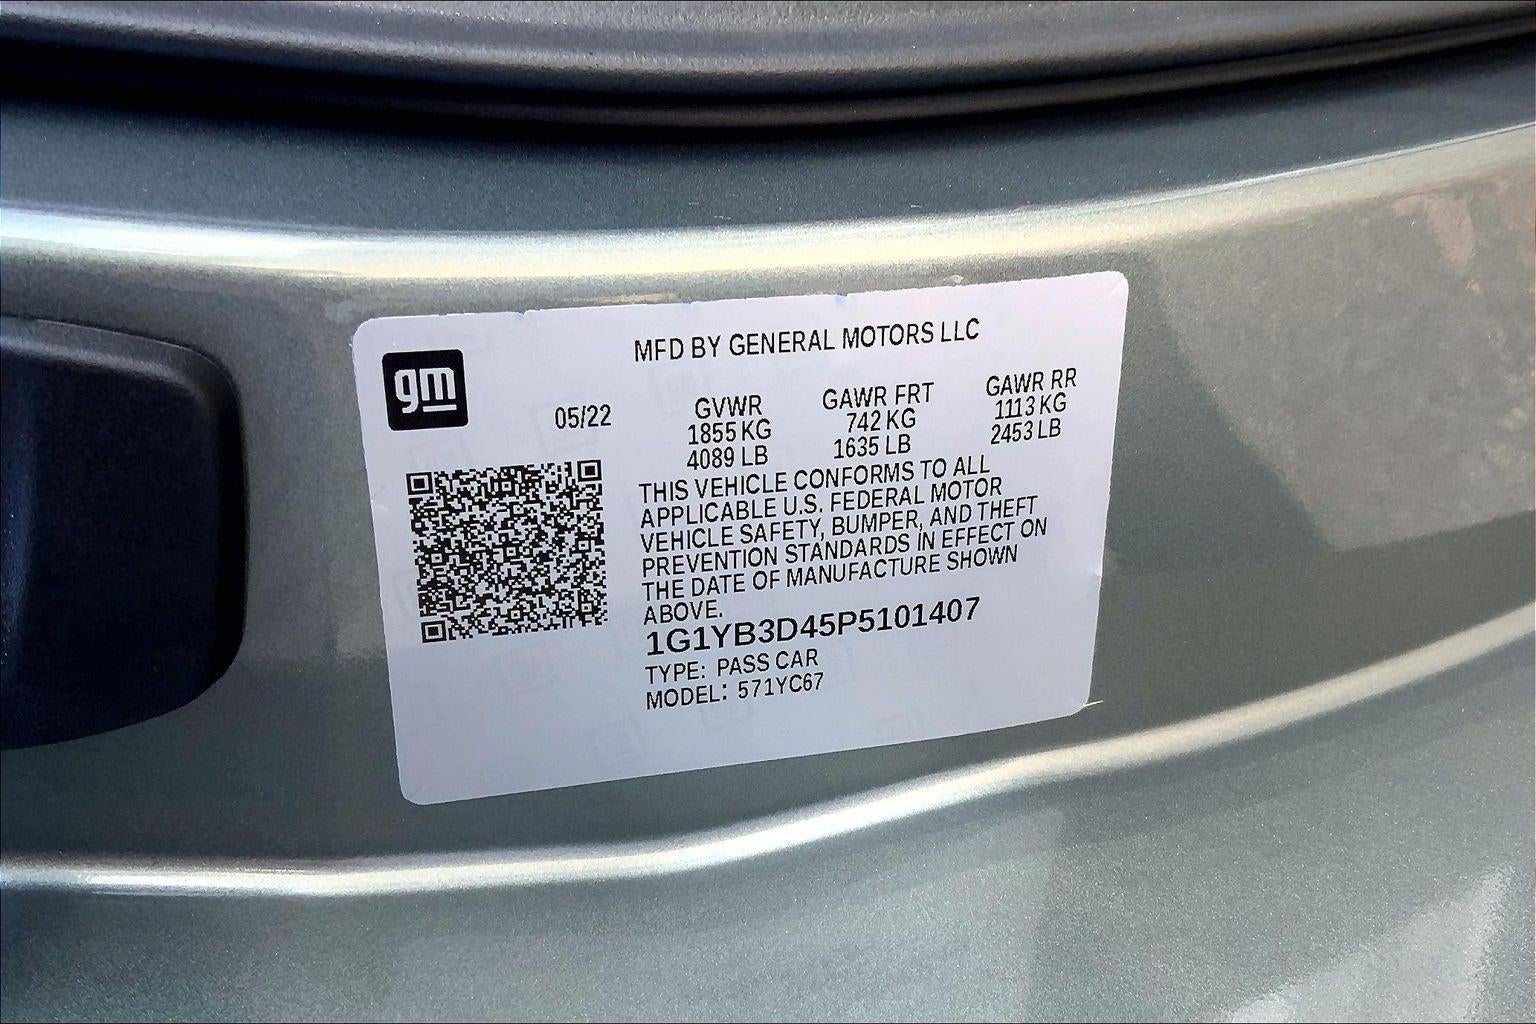 gm
MFD BY GENERAL MOTORS LLC
05/22 GVWR GAWR FRT GAWR RR
1855 KG 742 KG 1113 KG
4089 LB 1635 LB 2453 LB
THIS VEHICLE CONFORMS TO ALL
APPLICABLE U.S. FEDERAL MOTOR
VEHICLE SAFETY, BUMPER, AND THEFT
PREVENTION STANDARDS IN EFFECT ON
THE DATE OF MANUFACTURE SHOWN
ABOVE.
1G1YB3D45P5101407
TYPE: PASS CAR
MODEL: 571YC67